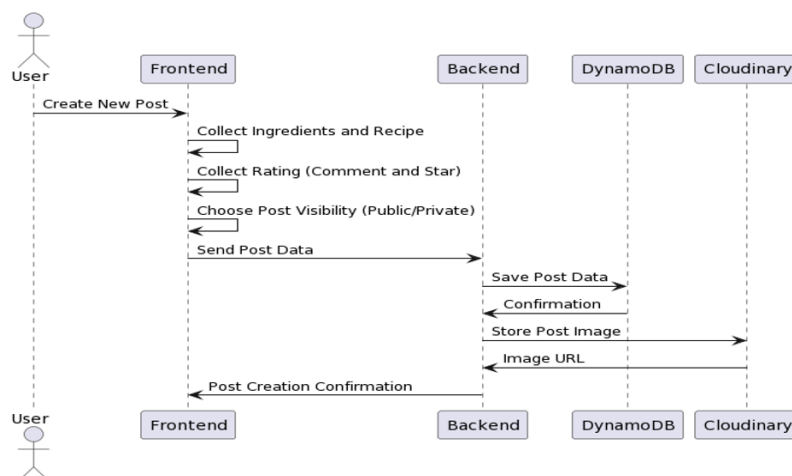 User
Frontend
Backend
DynamoDB
Cloudinary
Create New Post
Collect Ingredients and Recipe
Collect Rating (Comment and Star)
Choose Post Visibility (Public/Private)
Send Post Data
Save Post Data
Confirmation
Store Post Image
Image URL
Post Creation Confirmation
User
Frontend
Backend
DynamoDB
Cloudinary